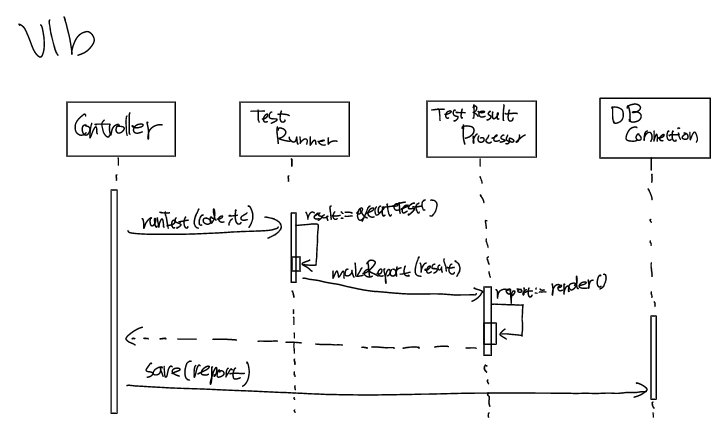 V1b
Controller
Test
Runner
Test Result
Processor
DB
Connection
runTest(code, tc)
result:=executeTest()
makeReport(result)
report:=render()
save(report)